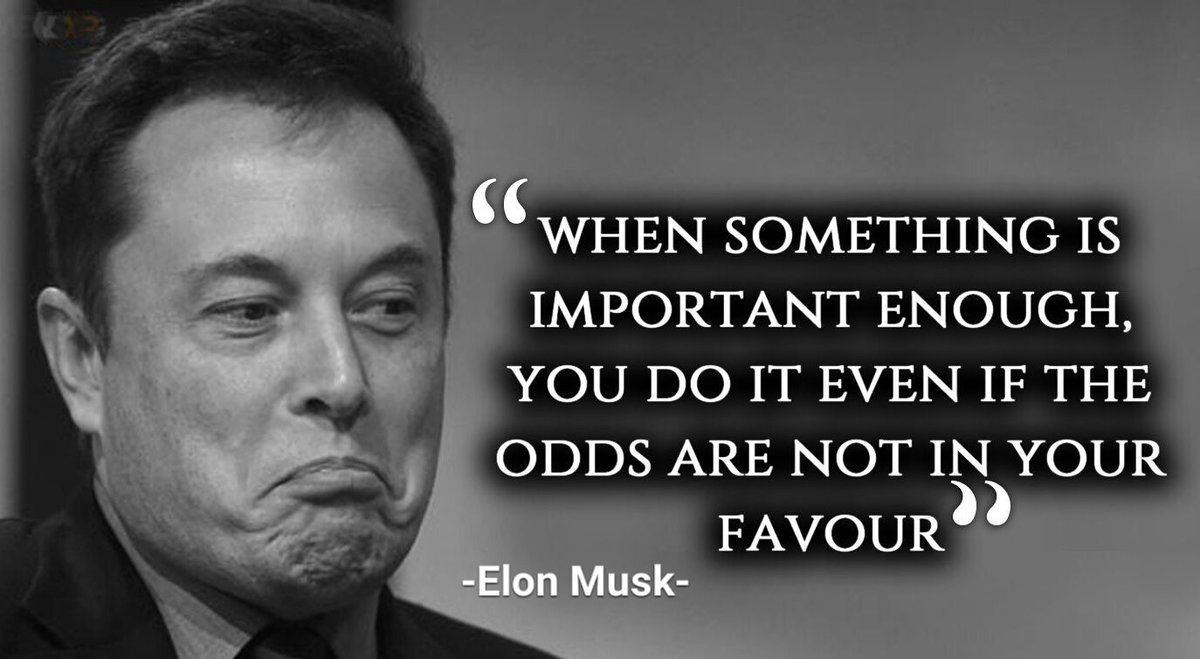 “WHEN SOMETHING IS
IMPORTANT ENOUGH,
YOU DO IT EVEN IF THE
ODDS ARE NOT IN YOUR
FAVOUR”
-Elon Musk-